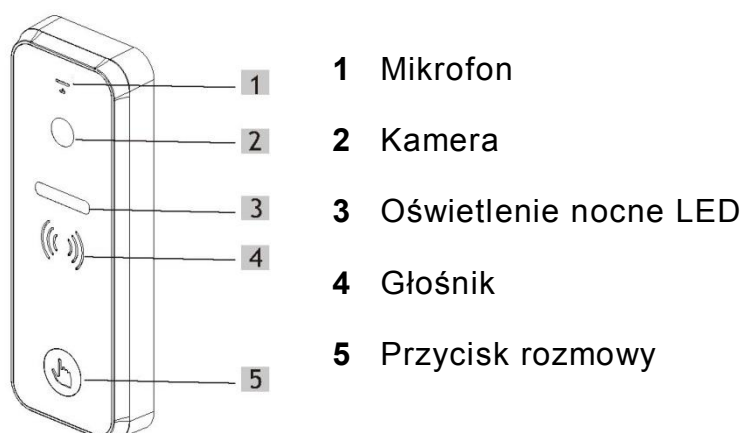 1
2
3
4
5
1 Mikrofon
2 Kamera
3 Oświetlenie nocne LED
4 Głośnik
5 Przycisk rozmowy